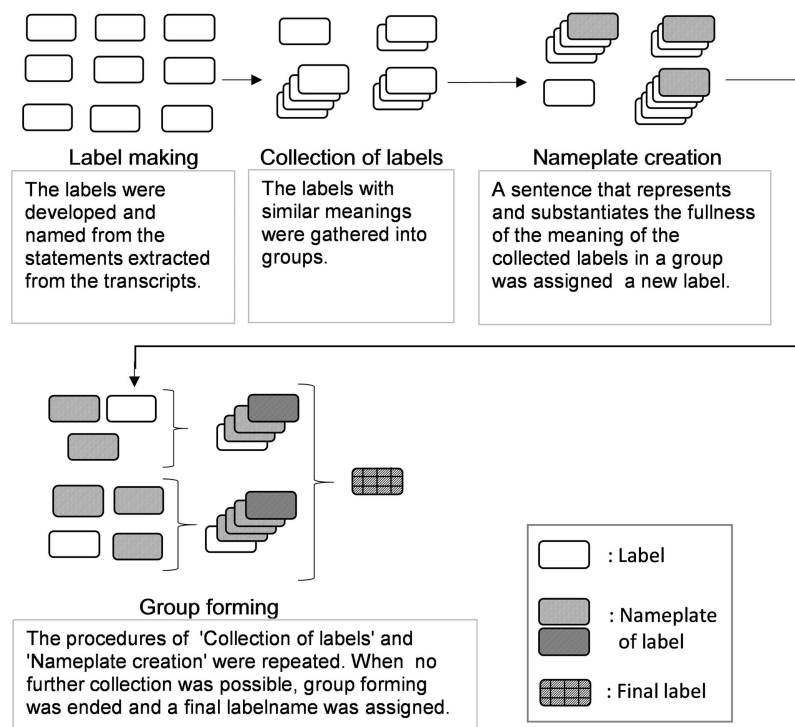 Label making
The labels were
developed and
named from the
statements extracted
from the transcripts.
Collection of labels
The labels with
similar meanings
were gathered into
groups.
Nameplate creation
A sentence that represents
and substantiates the fullness
of the meaning of the
collected labels in a group
was assigned a new label.
Group forming
The procedures of 'Collection of labels' and
'Nameplate creation' were repeated. When no
further collection was possible, group forming
was ended and a final labelname was assigned.
: Label
: Nameplate
of label
: Final label